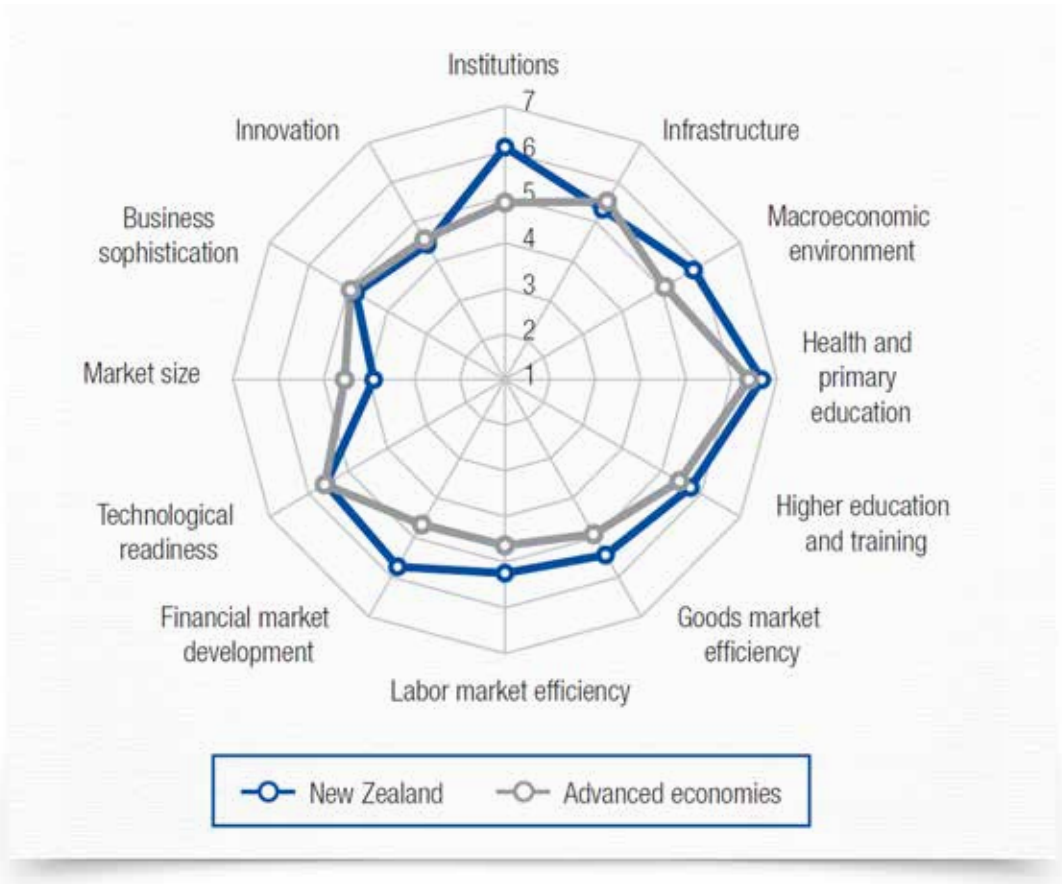 Institutions
7
6
5
4
3
2
1
Infrastructure
Macroeconomic
environment
Health and
primary
education
Higher education
and training
Goods market
efficiency
Labor market efficiency
Financial market
development
Technological
readiness
Market size
Business
sophistication
Innovation
New Zealand
Advanced economies